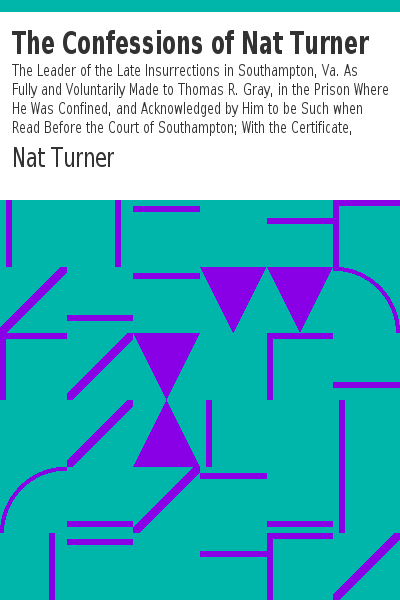 The Confessions of Nat Turner
The Leader of the Late Insurrections in Southampton, Va. As
Fully and Voluntarily Made to Thomas R. Gray, in the Prison Where
He Was Confined, and Acknowledged by Him to be Such when
Read Before the Court of Southampton; With the Certificate,
Nat Turner